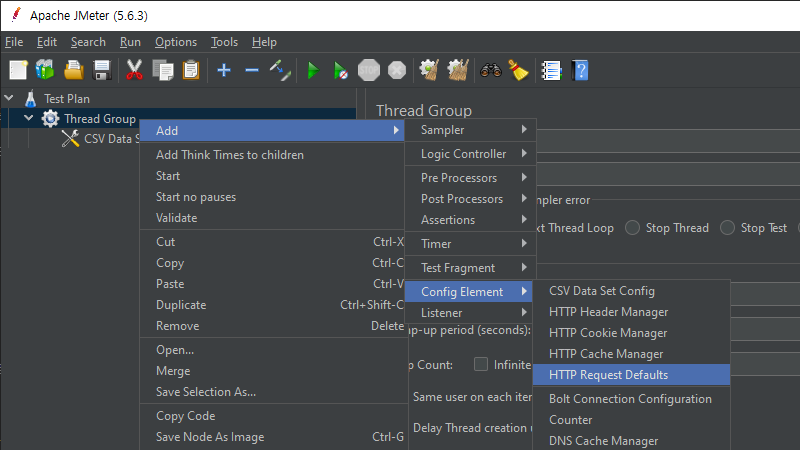 Apache JMeter (5.6.3)
File Edit Search Run Options Tools Help
Test Plan
Thread Group
CSV Data S
Thread Group
Add
Add Think Times to children
Start
Start no pauses
Validate
Cut Ctrl-X
Copy Ctrl-C
Paste Ctrl-V
Duplicate Ctrl+Shift-C
Remove Delete
Open...
Merge
Save Selection As...
Copy Code
Save Node As Image Ctrl-G
Sampler
Logic Controller
Pre Processors
Post Processors
Assertions
Timer
Test Fragment
Config Element
Listener
CSV Data Set Config
HTTP Header Manager
HTTP Cookie Manager
HTTP Cache Manager
HTTP Request Defaults
Bolt Connection Configuration
Counter
DNS Cache Manager
mpler error
xt Thread Loop Stop Thread Stop Test
mp-up period (seconds):
p Count: Infinite
Same user on each iter
Delay Thread creation u